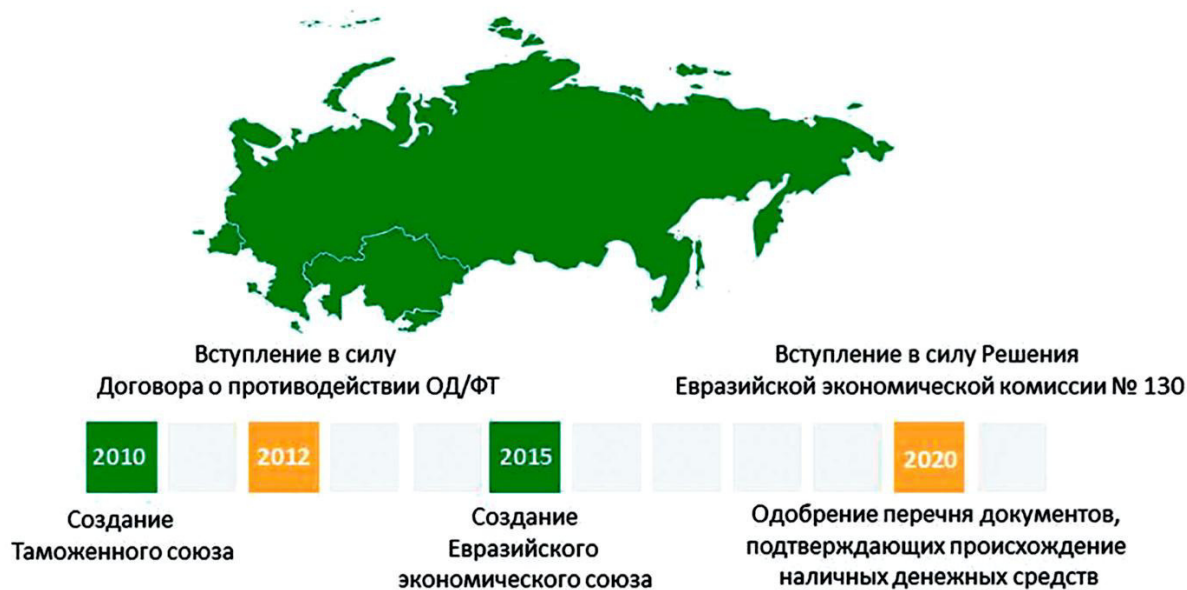 Вступление в силу
Договора о противодействии ОД/ФТ
Вступление в силу Решения
Евразийской экономической комиссии № 130
2010
2012
2015
2020
Создание
Таможенного союза
Создание
Евразийского
экономического союза
Одобрение перечня документов,
подтверждающих происхождение
наличных денежных средств